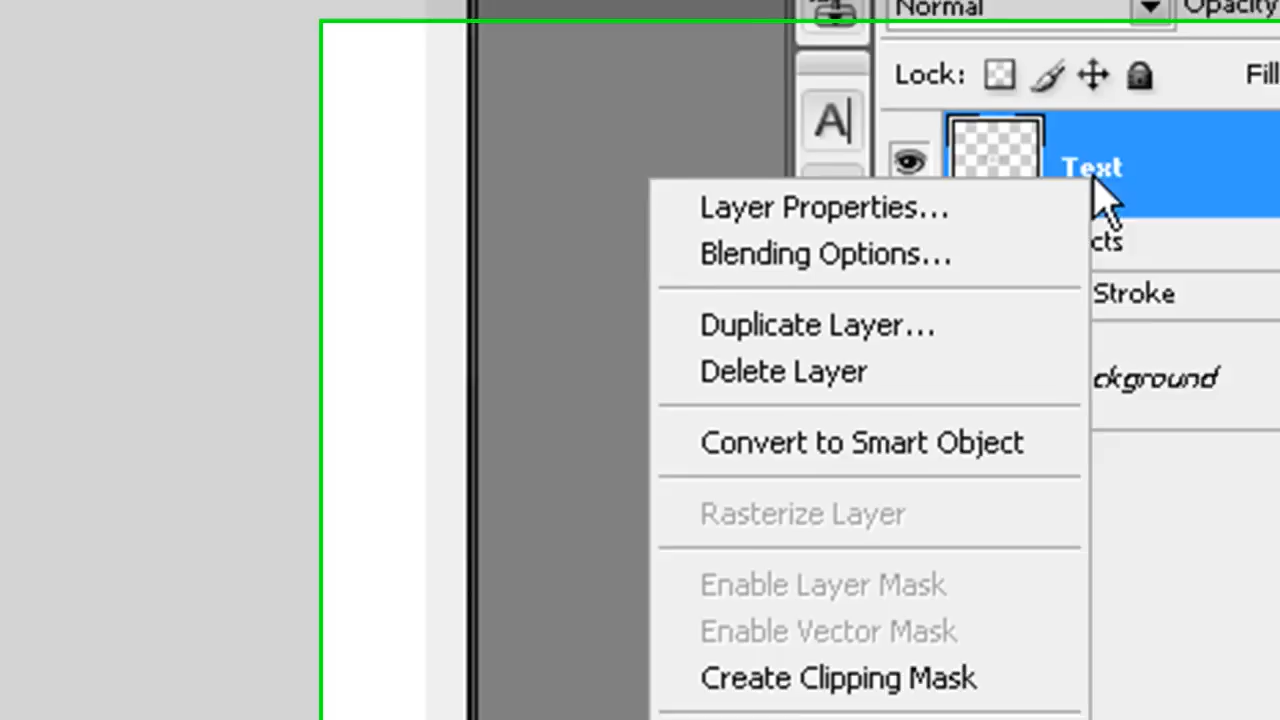 Normal Opacity
Lock: Fill
A
Text
Layer Properties...
cts
Blending Options...
Stroke
Duplicate Layer...
Delete Layer
ckground
Convert to Smart Object
Rasterize Layer
Enable Layer Mask
Enable Vector Mask
Create Clipping Mask